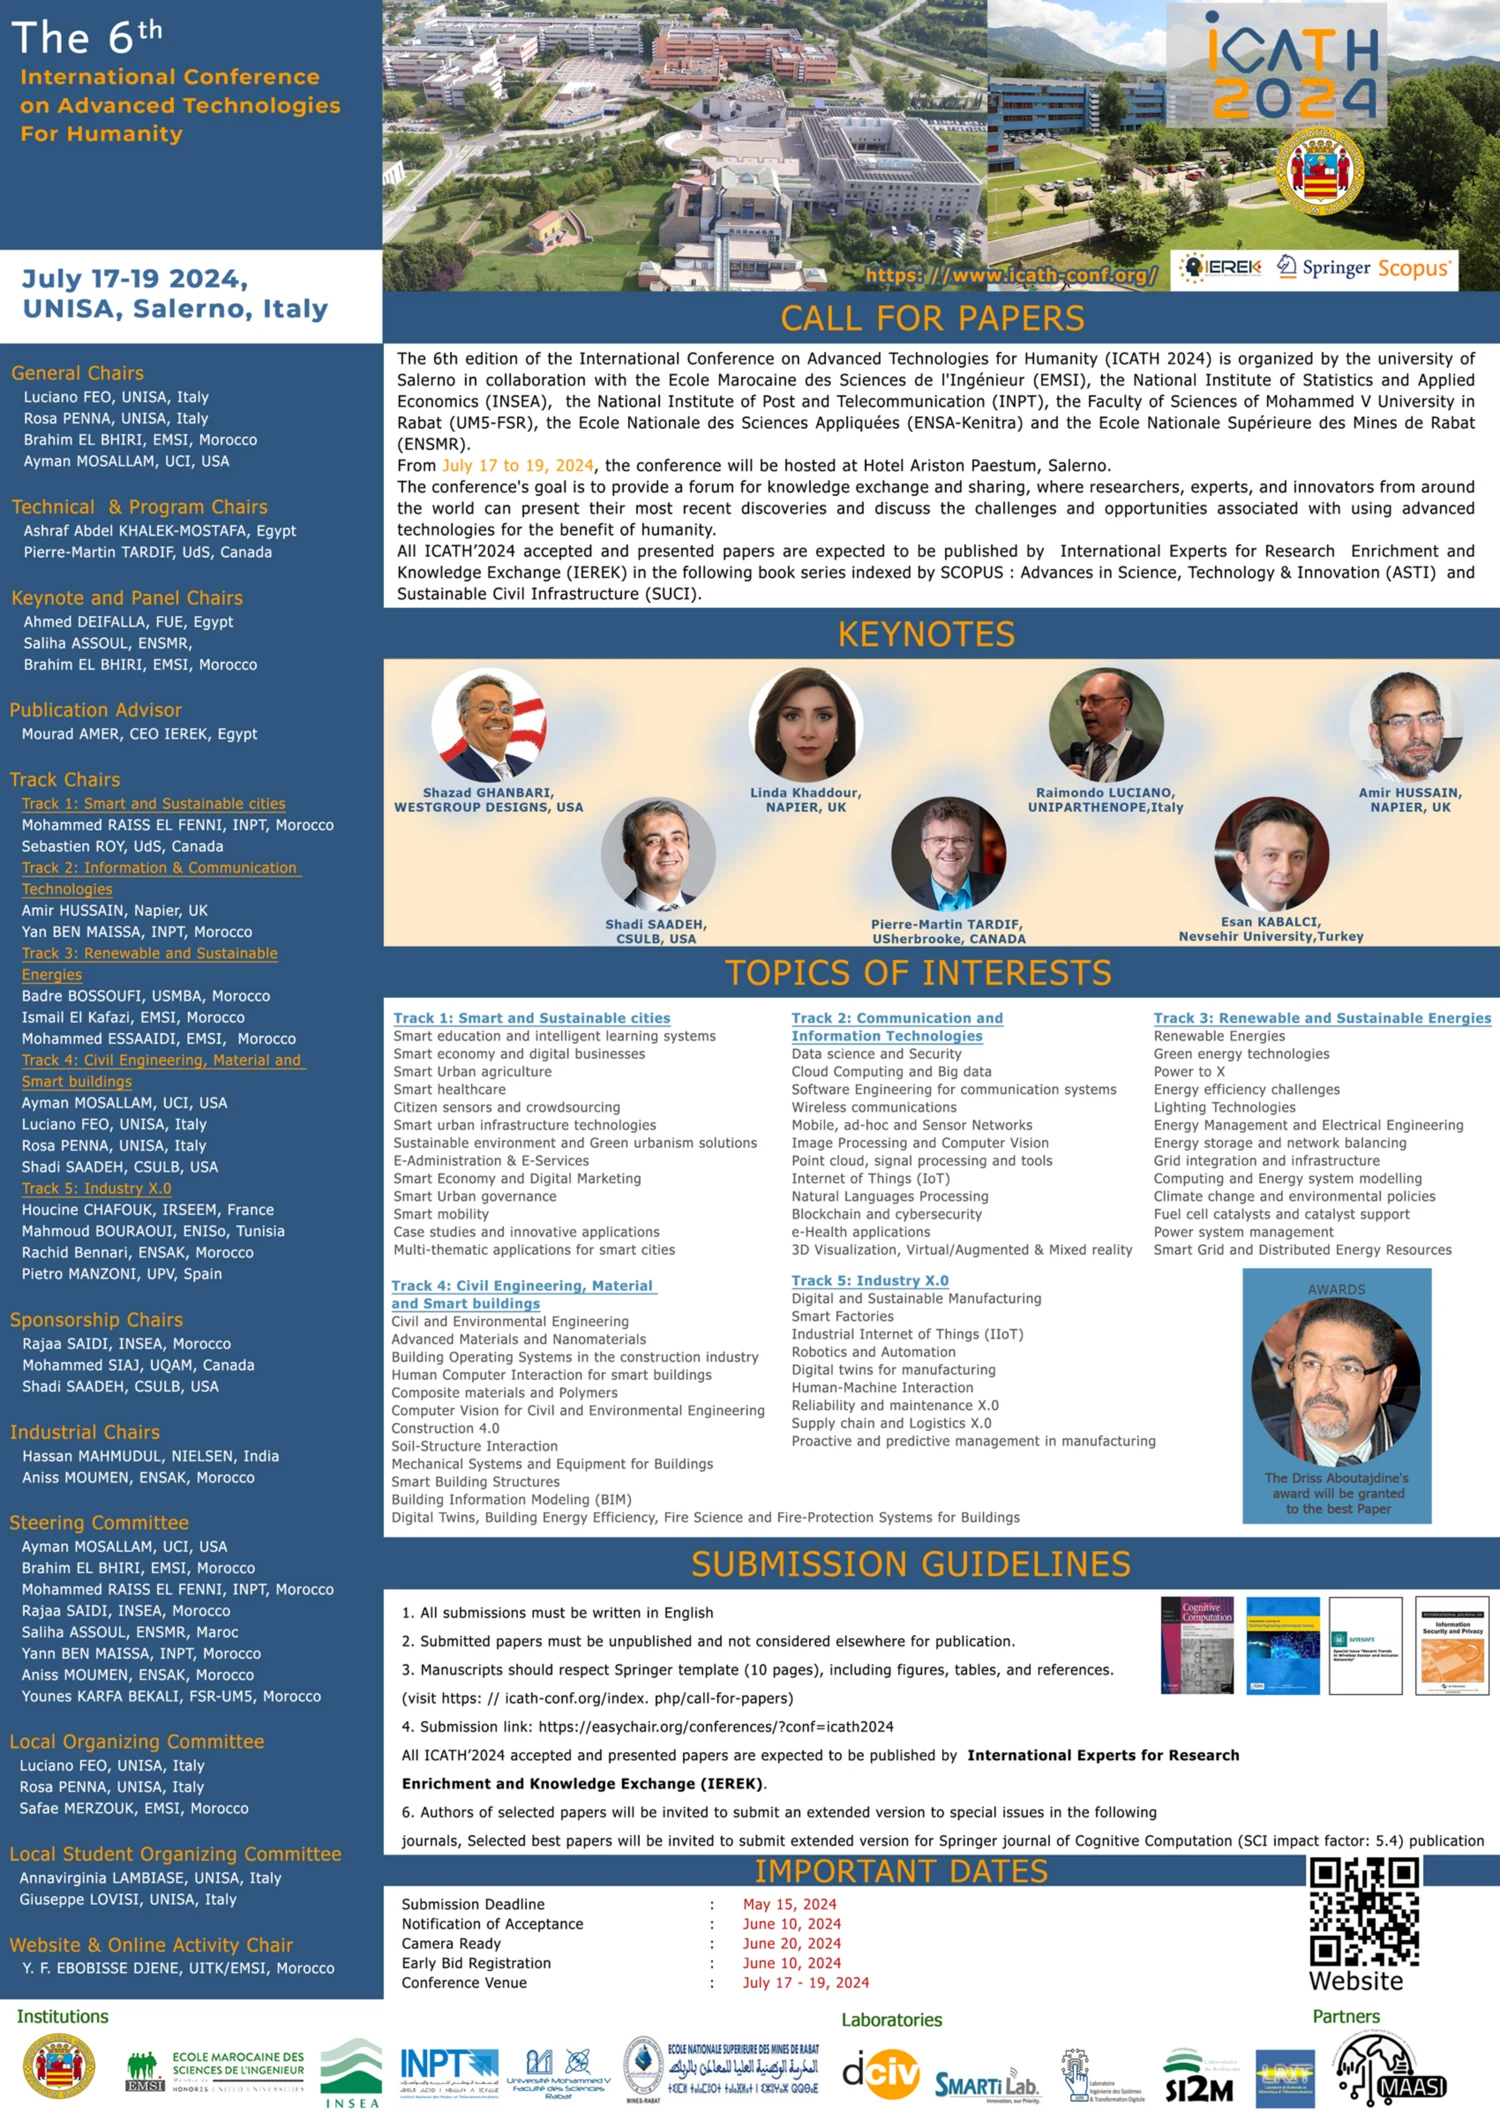 The 6th
International Conference
on Advanced Technologies
For Humanity
July 17-19 2024,
UNISA, Salerno, Italy
iCATH
2024
https: //www.icath-conf.org/
IEREK
Springer
Scopus
General Chairs
Luciano FEO, UNISA, Italy
Rosa PENNA, UNISA, Italy
Brahim EL BHIRI, EMSI, Morocco
Ayman MOSALLAM, UCI, USA
Technical & Program Chairs
Ashraf Abdel KHALEK-MOSTAFA, Egypt
Pierre-Martin TARDIF, UdS, Canada
Keynote and Panel Chairs
Ahmed DEIFALLA, FUE, Egypt
Saliha ASSOUL, ENSMR,
Brahim EL BHIRI, EMSI, Morocco
Publication Advisor
Mourad AMER, CEO IEREK, Egypt
Track Chairs
Track 1: Smart and Sustainable cities
Mohammed RAISS EL FENNI, INPT, Morocco
Sebastien ROY, UdS, Canada
Track 2: Information & Communication
Technologies
Amir HUSSAIN, Napier, UK
Yan BEN MAISSA, INPT, Morocco
Track 3: Renewable and Sustainable
Energies
Badre BOSSOUFI, USMBA, Morocco
Ismail El Kafazi, EMSI, Morocco
Mohammed ESSAAIDI, EMSI, Morocco
Track 4: Civil Engineering, Material and
Smart buildings
Ayman MOSALLAM, UCI, USA
Luciano FEO, UNISA, Italy
Rosa PENNA, UNISA, Italy
Shadi SAADEH, CSULB, USA
Track 5: Industry X.0
Houcine CHAFOUK, IRSEEM, France
Mahmoud BOURAOUI, ENISo, Tunisia
Rachid Bennari, ENSAK, Morocco
Pietro MANZONI, UPV, Spain
Sponsorship Chairs
Rajaa SAIDI, INSEA, Morocco
Mohammed SIAJ, UQAM, Canada
Shadi SAADEH, CSULB, USA
Industrial Chairs
Hassan MAHMUDUL, NIELSEN, India
Aniss MOUMEN, ENSAK, Morocco
Steering Committee
Ayman MOSALLAM, UCI, USA
Brahim EL BHIRI, EMSI, Morocco
Mohammed RAISS EL FENNI, INPT, Morocco
Rajaa SAIDI, INSEA, Morocco
Saliha ASSOUL, ENSMR, Maroc
Yann BEN MAISSA, INPT, Morocco
Aniss MOUMEN, ENSAK, Morocco
Younes KARFA BEKALI, FSR-UM5, Morocco
Local Organizing Committee
Luciano FEO, UNISA, Italy
Rosa PENNA, UNISA, Italy
Safae MERZOUK, EMSI, Morocco
Local Student Organizing Committee
Annavirginia LAMBIASE, UNISA, Italy
Giuseppe LOVISI, UNISA, Italy
Website & Online Activity Chair
Y. F. EBOBISSE DJENE, UITK/EMSI, Morocco
CALL FOR PAPERS
The 6th edition of the International Conference on Advanced Technologies for Humanity (ICATH 2024) is organized by the university of
Salerno in collaboration with the Ecole Marocaine des Sciences de l'Ingénieur (EMSI), the National Institute of Statistics and Applied
Economics (INSEA), the National Institute of Post and Telecommunication (INPT), the Faculty of Sciences of Mohammed V University in
Rabat (UM5-FSR), the Ecole Nationale des Sciences Appliquées (ENSA-Kenitra) and the Ecole Nationale Supérieure des Mines de Rabat
(ENSMR).
From July 17 to 19, 2024, the conference will be hosted at Hotel Ariston Paestum, Salerno.
The conference's goal is to provide a forum for knowledge exchange and sharing, where researchers, experts, and innovators from around
the world can present their most recent discoveries and discuss the challenges and opportunities associated with using advanced
technologies for the benefit of humanity.
All ICATH’2024 accepted and presented papers are expected to be published by International Experts for Research Enrichment and
Knowledge Exchange (IEREK) in the following book series indexed by SCOPUS : Advances in Science, Technology & Innovation (ASTI) and
Sustainable Civil Infrastructure (SUCI).
KEYNOTES
Shazad GHANBARI,
WESTGROUP DESIGNS, USA
Linda Khaddour,
NAPIER, UK
Raimondo LUCIANO,
UNIPARTHENOPE,Italy
Amir HUSSAIN,
NAPIER, UK
Shadi SAADEH,
CSULB, USA
Pierre-Martin TARDIF,
USherbrooke, CANADA
Esan KABALCI,
Nevsehir University,Turkey
TOPICS OF INTERESTS
Track 1: Smart and Sustainable cities
Smart education and intelligent learning systems
Smart economy and digital businesses
Smart Urban agriculture
Smart healthcare
Citizen sensors and crowdsourcing
Smart urban infrastructure technologies
Sustainable environment and Green urbanism solutions
E-Administration & E-Services
Smart Economy and Digital Marketing
Smart Urban governance
Smart mobility
Case studies and innovative applications
Multi-thematic applications for smart cities
Track 2: Communication and
Information Technologies
Data science and Security
Cloud Computing and Big data
Software Engineering for communication systems
Wireless communications
Mobile, ad-hoc and Sensor Networks
Image Processing and Computer Vision
Point cloud, signal processing and tools
Internet of Things (IoT)
Natural Languages Processing
Blockchain and cybersecurity
e-Health applications
3D Visualization, Virtual/Augmented & Mixed reality
Track 3: Renewable and Sustainable Energies
Renewable Energies
Green energy technologies
Power to X
Energy efficiency challenges
Lighting Technologies
Energy Management and Electrical Engineering
Energy storage and network balancing
Grid integration and infrastructure
Computing and Energy system modelling
Climate change and environmental policies
Fuel cell catalysts and catalyst support
Power system management
Smart Grid and Distributed Energy Resources
Track 4: Civil Engineering, Material
and Smart buildings
Civil and Environmental Engineering
Advanced Materials and Nanomaterials
Building Operating Systems in the construction industry
Human Computer Interaction for smart buildings
Composite materials and Polymers
Computer Vision for Civil and Environmental Engineering
Construction 4.0
Soil-Structure Interaction
Mechanical Systems and Equipment for Buildings
Smart Building Structures
Building Information Modeling (BIM)
Digital Twins, Building Energy Efficiency, Fire Science and Fire-Protection Systems for Buildings
Track 5: Industry X.0
Digital and Sustainable Manufacturing
Smart Factories
Industrial Internet of Things (IIoT)
Robotics and Automation
Digital twins for manufacturing
Human-Machine Interaction
Reliability and maintenance X.0
Supply chain and Logistics X.0
Proactive and predictive management in manufacturing
AWARDS
The Driss Aboutajdine's
award will be granted
to the best Paper
SUBMISSION GUIDELINES
1. All submissions must be written in English
2. Submitted papers must be unpublished and not considered elsewhere for publication.
3. Manuscripts should respect Springer template (10 pages), including figures, tables, and references.
(visit https: // icath-conf.org/index. php/call-for-papers)
4. Submission link: https://easychair.org/conferences/?conf=icath2024
All ICATH’2024 accepted and presented papers are expected to be published by International Experts for Research
Enrichment and Knowledge Exchange (IEREK).
6. Authors of selected papers will be invited to submit an extended version to special issues in the following
journals, Selected best papers will be invited to submit extended version for Springer journal of Cognitive Computation (SCI impact factor: 5.4) publication
Cognitive
Computation
sensors
Special Issue "Recent Trends
in Wireless Sensor and Actuator
Networks"
Information
Security and Privacy
IMPORTANT DATES
Submission Deadline : May 15, 2024
Notification of Acceptance : June 10, 2024
Camera Ready : June 20, 2024
Early Bid Registration : June 10, 2024
Conference Venue : July 17 - 19, 2024
Website
Institutions
Laboratories
Partners
EMSI
ECOLE MAROCAINE DES
SCIENCES DE L'INGENIEUR
INSEA
INPT
Université Mohammed V
Faculté des Sciences
Rabat
MINES-RABAT
ECOLE NATIONALE SUPERIEURE DES MINES DE RABAT
المدرسة الوطنية العليا للمعادن بالرباط
dciv
SMARTi Lab.
Innovation, our Priority.
Laboratoire
Ingénierie des Systèmes
& Transformation Digitale
SI2M
LRIT
MAASI